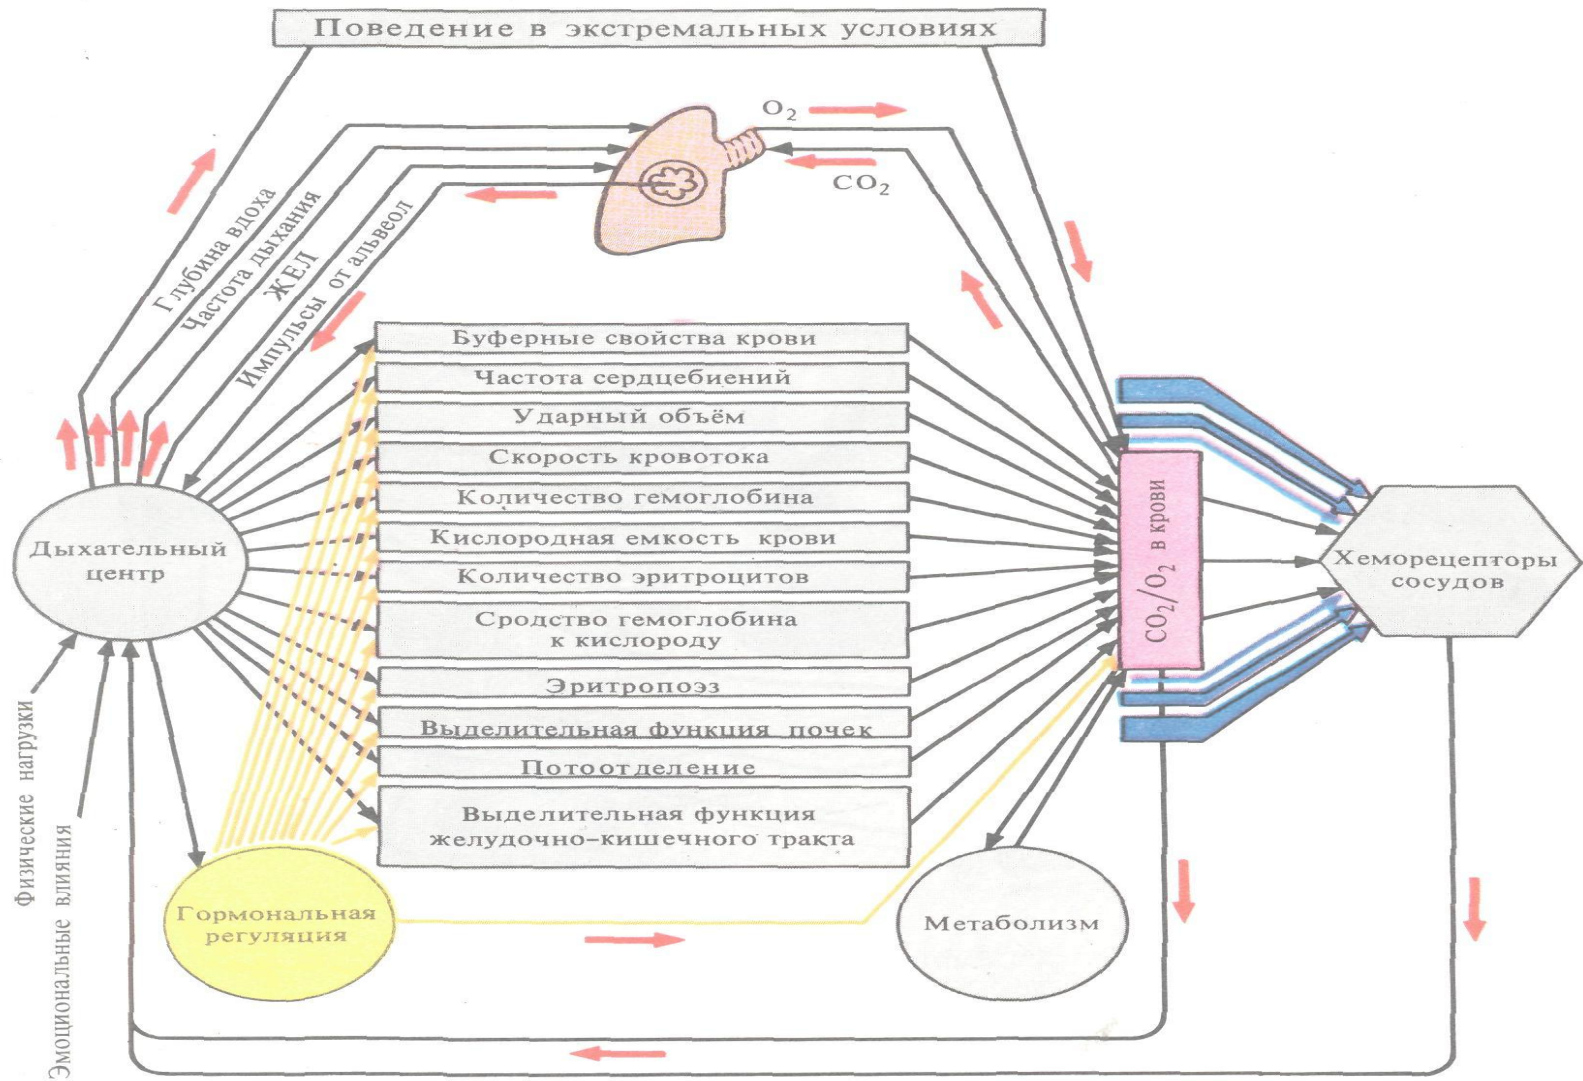 Поведение в экстремальных условиях
O₂
CO₂
Глубина вдоха
Частота дыхания
ЖЕЛ
Импульсы от альвеол
Буферные свойства крови
Частота сердцебиений
Ударный объём
Скорость кровотока
Количество гемоглобина
Кислородная емкость крови
Количество эритроцитов
Сродство гемоглобина
к кислороду
Эритропоэз
Выделительная функция почек
Потоотделение
Выделительная функция
желудочно-кишечного тракта
Дыхательный
центр
CO₂/O₂ в крови
Хеморецепторы
сосудов
Физические нагрузки
Эмоциональные влияния
Гормональная
регуляция
Метаболизм